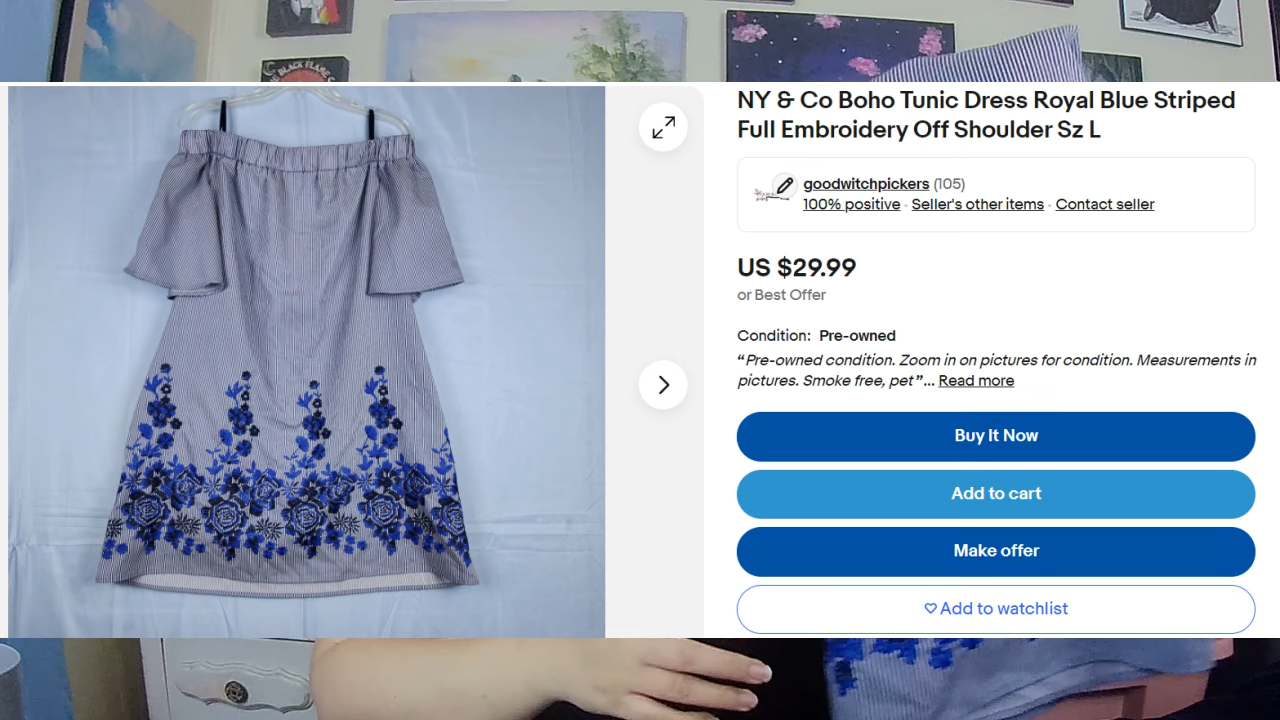 THE BLACK FLAME C
NY & Co Boho Tunic Dress Royal Blue Striped
Full Embroidery Off Shoulder Sz L
goodwitchpickers (105)
100% positive · Seller's other items · Contact seller
US $29.99
or Best Offer
Condition: Pre-owned
“Pre-owned condition. Zoom in on pictures for condition. Measurements in
pictures. Smoke free, pet”... Read more
Buy It Now
Add to cart
Make offer
Add to watchlist